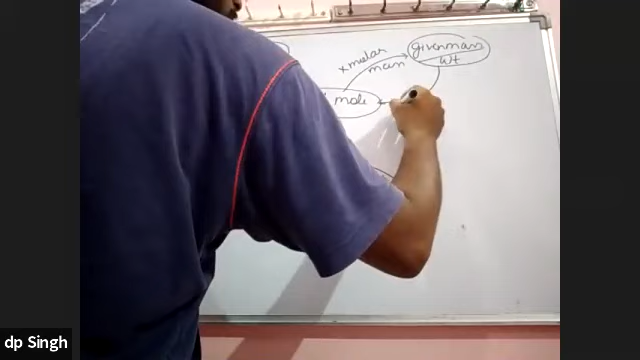 given mass
wt
× molar
mass
mole
dp Singh